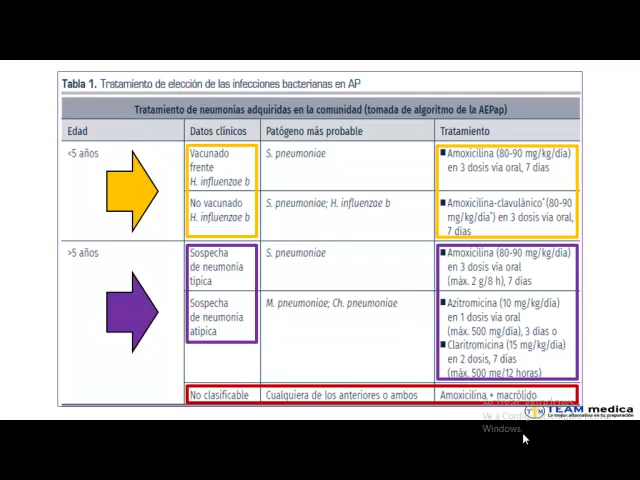 Tabla 1. Tratamiento de elección de las infecciones bacterianas en AP
Tratamiento de neumonías adquiridas en la comunidad (tomada de algoritmo de la AEPap)
Edad Datos clínicos Patógeno más probable Tratamiento
<5 años
Vacunado
frente
H. influenzae b
S. pneumoniae
■ Amoxicilina (80-90 mg/kg/día)
en 3 dosis vía oral, 7 días
No vacunado
H. influenzae b
S. pneumoniae; H. influenzae b
■ Amoxicilina-clavulánico* (80-90
mg/kg/día*) en 3 dosis vía oral,
7 días
>5 años
Sospecha
de neumonía
típica
S. pneumoniae
■ Amoxicilina (80-90 mg/kg/día)
en 3 dosis vía oral
(máx. 2 g/8 h), 7 días
Sospecha
de neumonía
atípica
M. pneumoniae; Ch. pneumoniae
■ Azitromicina (10 mg/kg/día)
en 1 dosis vía oral
(máx. 500 mg/día), 3 días o
■ Claritromicina (15 mg/kg/día)
en 2 dosis, 7 días
(máx. 500 mg/12 horas)
No clasificable Cualquiera de los anteriores o ambos Amoxicilina + macrólido
Ve a
Windows.
TEAM medica
La mejor alternativa en tu preparación